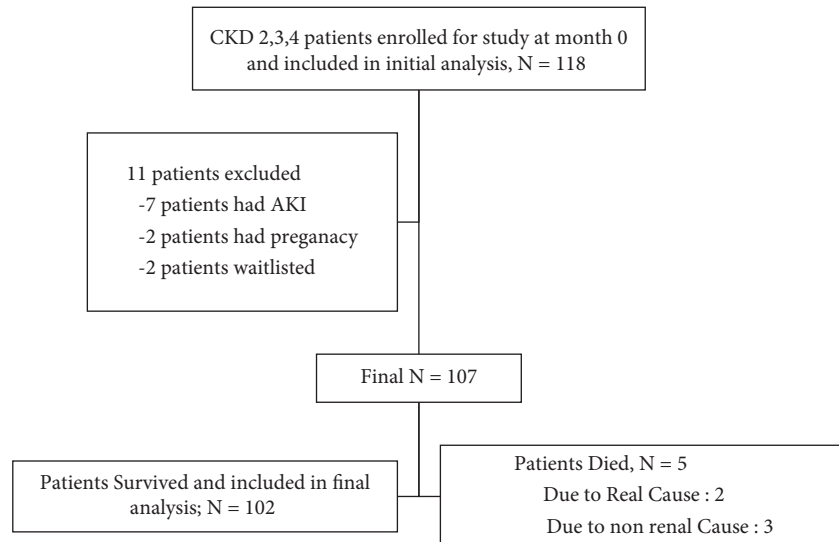 CKD 2,3,4 patients enrolled for study at month 0
and included in initial analysis, N = 118
11 patients excluded
-7 patients had AKI
-2 patients had preganacy
-2 patients waitlisted
Final N = 107
Patients Survived and included in final
analysis; N = 102
Patients Died, N = 5
Due to Real Cause : 2
Due to non renal Cause : 3